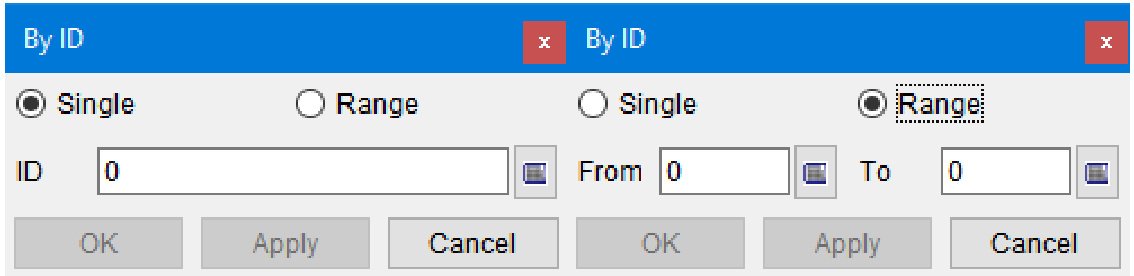 By ID x By ID x
Single Range Single Range
ID 0 From 0 To 0
OK Apply Cancel OK Apply Cancel